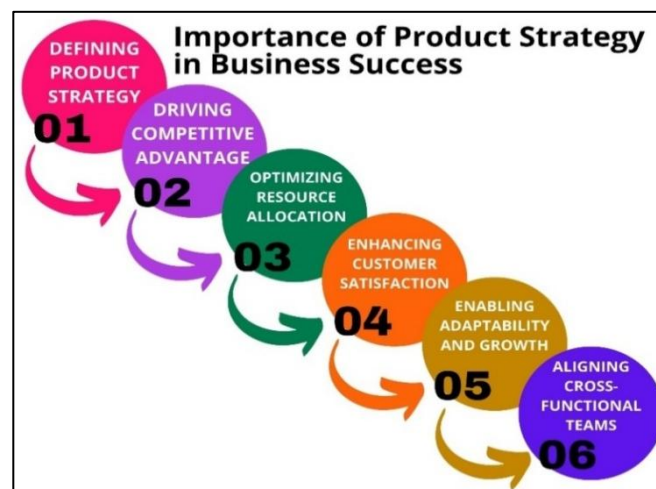 Importance of Product Strategy
in Business Success
DEFINING
PRODUCT
STRATEGY
01
DRIVING
COMPETITIVE
ADVANTAGE
02
OPTIMIZING
RESOURCE
ALLOCATION
03
ENHANCING
CUSTOMER
SATISFACTION
04
ENABLING
ADAPTABILITY
AND GROWTH
05
ALIGNING
CROSS-
FUNCTIONAL
TEAMS
06